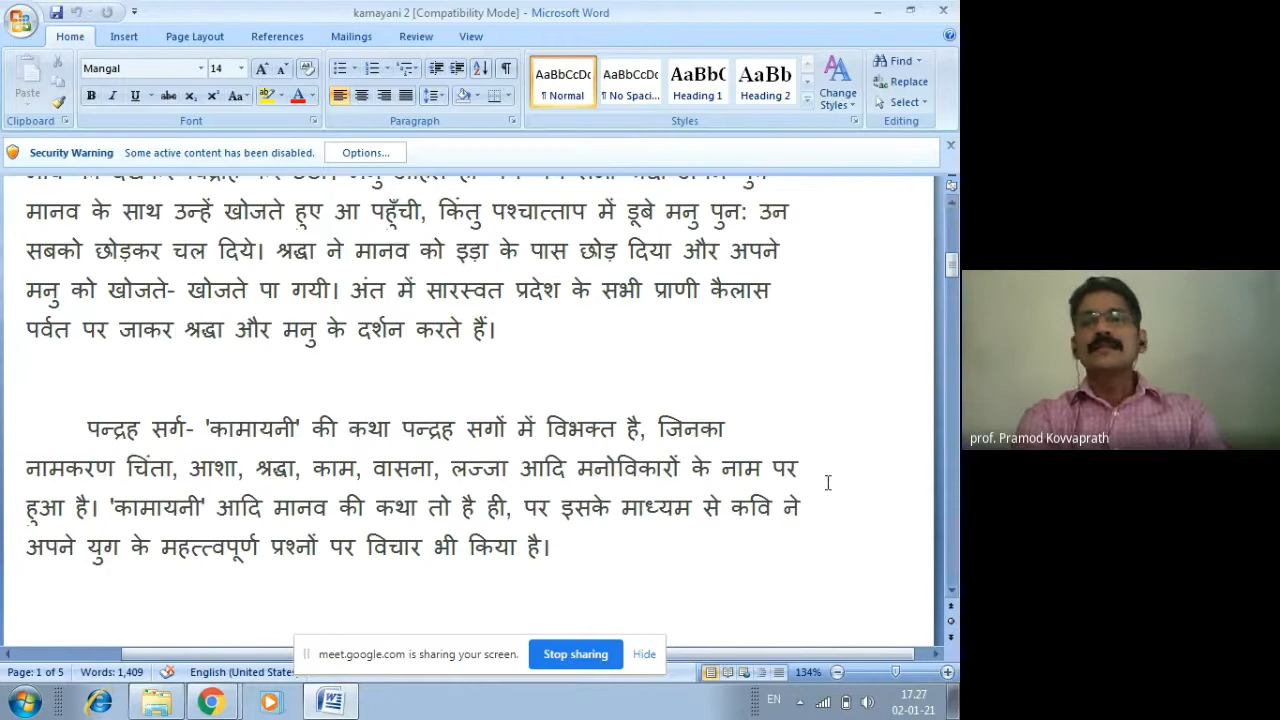 kamayani 2 [Compatibility Mode] - Microsoft Word
Home Insert Page Layout References Mailings Review View
Mangal 14
AaBbCcDc AaBbCcDc AaBbC AaBb
Paste
¶ Normal ¶ No Spaci... Heading 1 Heading 2
Change Styles
Find
Replace
Select
Clipboard Font Paragraph Styles Editing
Security Warning Some active content has been disabled. Options...
मानव के साथ उन्हें खोजते हुए आ पहुँची, किंतु पश्चात्ताप में डूबे मनु पुन: उन
सबको छोड़कर चल दिये। श्रद्धा ने मानव को इड़ा के पास छोड़ दिया और अपने
मनु को खोजते- खोजते पा गयी। अंत में सारस्वत प्रदेश के सभी प्राणी कैलास
पर्वत पर जाकर श्रद्धा और मनु के दर्शन करते हैं।
पन्द्रह सर्ग- 'कामायनी' की कथा पन्द्रह सगों में विभक्त है, जिनका
नामकरण चिंता, आशा, श्रद्धा, काम, वासना, लज्जा आदि मनोविकारों के नाम पर
हुआ है। 'कामायनी' आदि मानव की कथा तो है ही, पर इसके माध्यम से कवि ने
अपने युग के महत्त्वपूर्ण प्रश्नों पर विचार भी किया है।
prof. Pramod Kovvaprath
meet.google.com is sharing your screen. Stop sharing Hide
Page: 1 of 5 Words: 1,409 English (United States 134%
EN 17.27
02-01-21